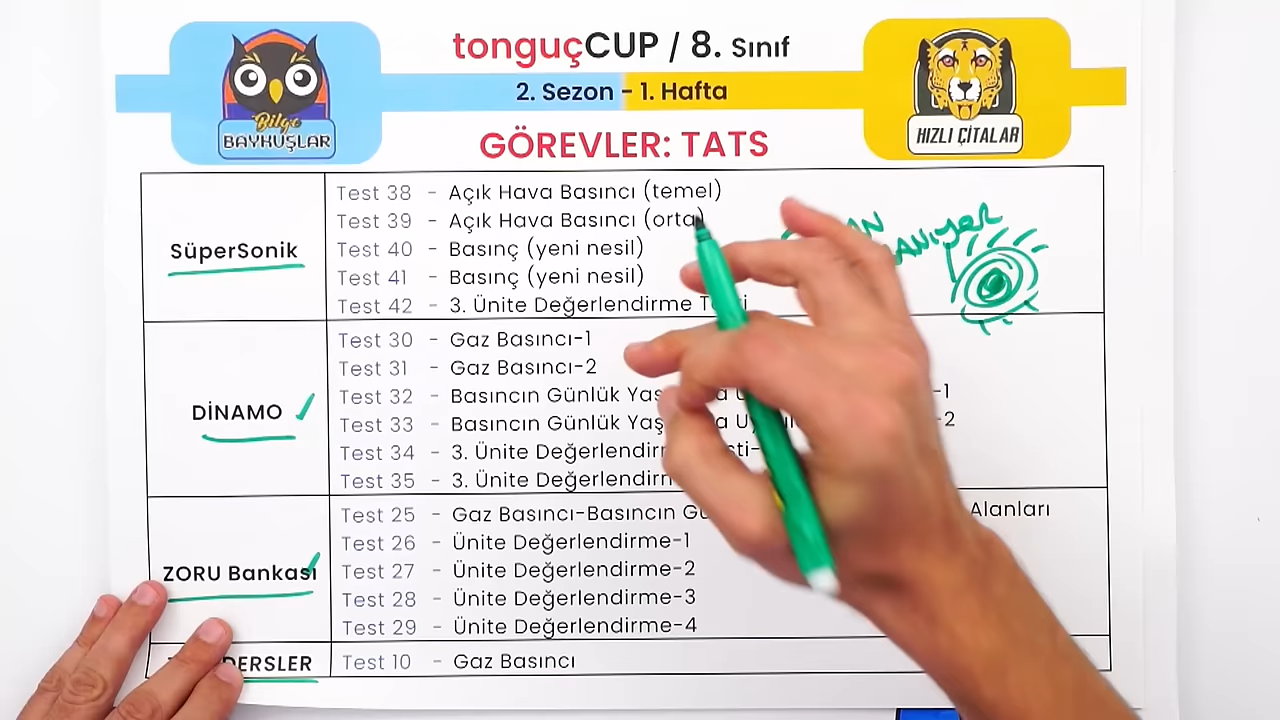 tonguçCUP / 8. Sınıf
2. Sezon - 1. Hafta
GÖREVLER: TATS
Bilge
BAYKUŞLAR
HIZLI ÇİTALAR
SüperSonik
Test 38 - Açık Hava Basıncı (temel)
Test 39 - Açık Hava Basıncı (orta)
Test 40 - Basınç (yeni nesil)
Test 41 - Basınç (yeni nesil)
Test 42 - 3. Ünite Değerlendirme
DİNAMO
Test 30 - Gaz Basıncı-1
Test 31 - Gaz Basıncı-2
Test 32 - Basıncın Günlük -1
Test 33 - Basıncın Günlük -2
Test 34 - 3. Ünite
Test 35 - 3. Ünite
ZORU Bankası
Test 25 - Gaz Basıncı-Basıncın Alanları
Test 26 - Ünite Değerlendirme-1
Test 27 - Ünite Değerlendirme-2
Test 28 - Ünite Değerlendirme-3
Test 29 - Ünite Değerlendirme-4
DERSLER
Test 10 - Gaz Basıncı